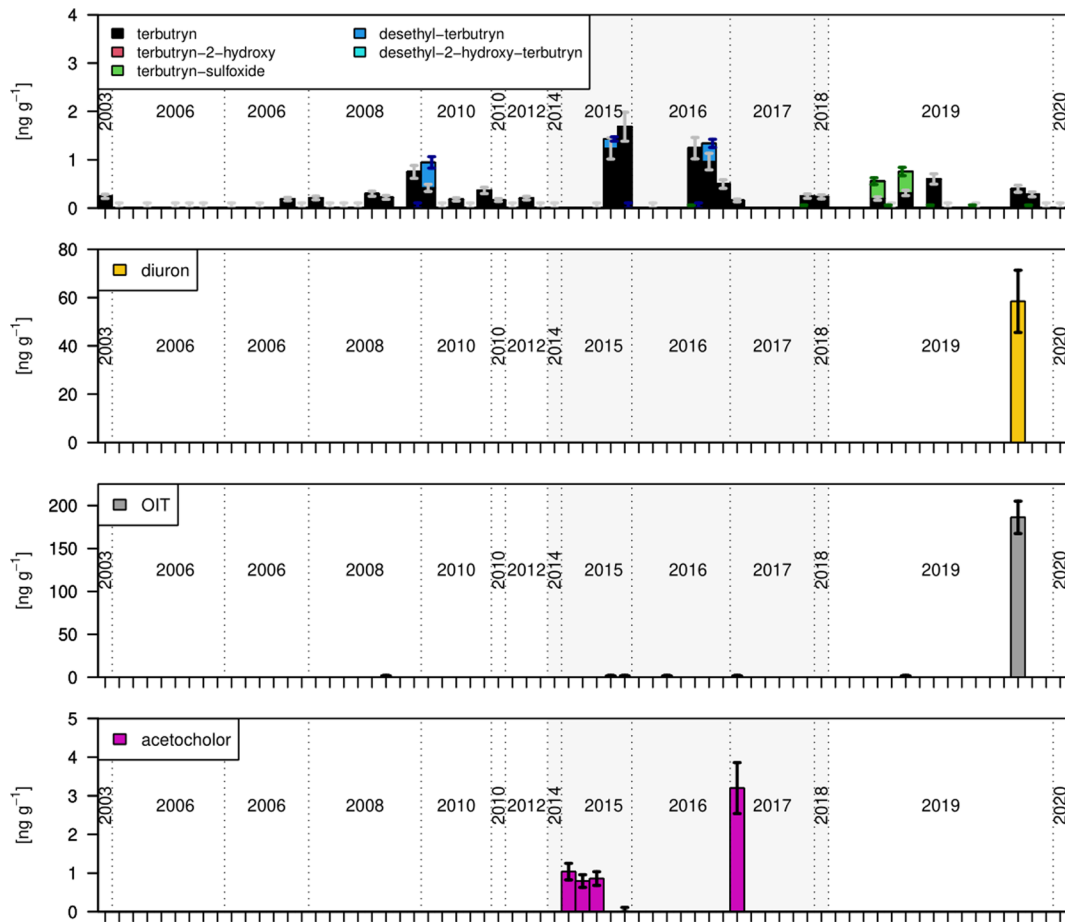 4
3
2
1
0
[ng g⁻¹]
terbutryn
terbutryn−2−hydroxy
terbutryn−sulfoxide
desethyl−terbutryn
desethyl−2−hydroxy−terbutryn
2003 2006 2006 2008 2010 2010 2012 2014 2015 2016 2017 2018 2019 2020
80
60
40
20
0
[ng g⁻¹]
diuron
2003 2006 2006 2008 2010 2010 2012 2014 2015 2016 2017 2018 2019 2020
200
150
100
50
0
[ng g⁻¹]
OIT
2003 2006 2006 2008 2010 2010 2012 2014 2015 2016 2017 2018 2019 2020
5
4
3
2
1
0
[ng g⁻¹]
acetocholor
2003 2006 2006 2008 2010 2010 2012 2014 2015 2016 2017 2018 2019 2020